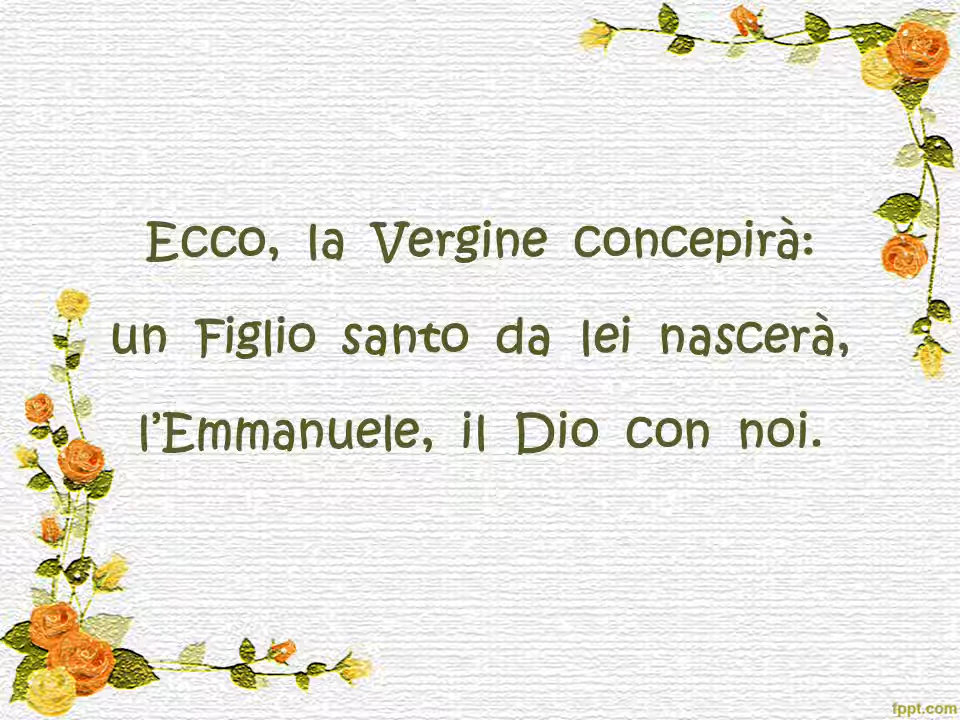 Ecco, la Vergine concepirà:
un Figlio santo da lei nascerà,
l’Emmanuele, il Dio con noi.
fppt.com